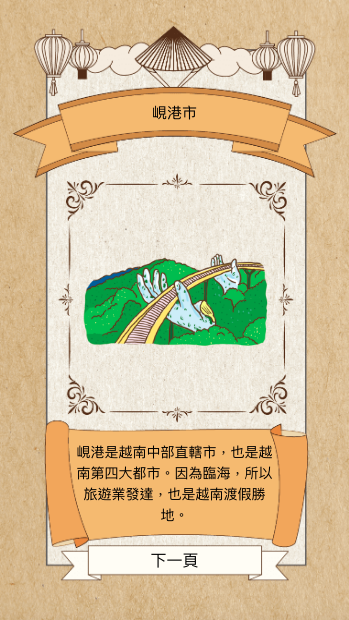 峴港市
峴港是越南中部直轄市，也是越
南第四大都市。因為臨海，所以
旅遊業發達，也是越南渡假勝
地。
下一頁